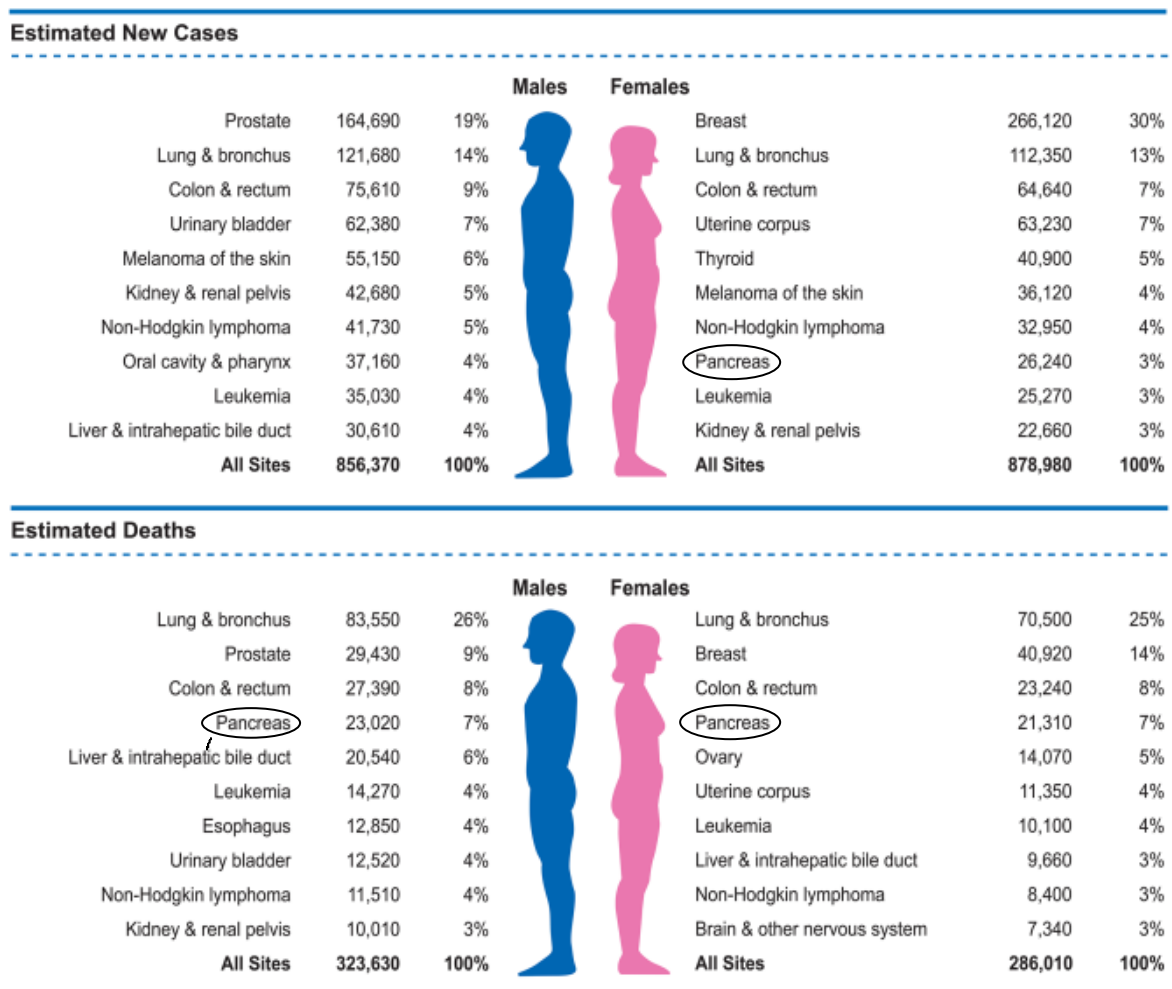 Estimated New Cases
Males Females
Prostate 164,690 19% Breast 266,120 30%
Lung & bronchus 121,680 14% Lung & bronchus 112,350 13%
Colon & rectum 75,610 9% Colon & rectum 64,640 7%
Urinary bladder 62,380 7% Uterine corpus 63,230 7%
Melanoma of the skin 55,150 6% Thyroid 40,900 5%
Kidney & renal pelvis 42,680 5% Melanoma of the skin 36,120 4%
Non-Hodgkin lymphoma 41,730 5% Non-Hodgkin lymphoma 32,950 4%
Oral cavity & pharynx 37,160 4% Pancreas 26,240 3%
Leukemia 35,030 4% Leukemia 25,270 3%
Liver & intrahepatic bile duct 30,610 4% Kidney & renal pelvis 22,660 3%
All Sites 856,370 100% All Sites 878,980 100%
Estimated Deaths
Males Females
Lung & bronchus 83,550 26% Lung & bronchus 70,500 25%
Prostate 29,430 9% Breast 40,920 14%
Colon & rectum 27,390 8% Colon & rectum 23,240 8%
Pancreas 23,020 7% Pancreas 21,310 7%
Liver & intrahepatic bile duct 20,540 6% Ovary 14,070 5%
Leukemia 14,270 4% Uterine corpus 11,350 4%
Esophagus 12,850 4% Leukemia 10,100 4%
Urinary bladder 12,520 4% Liver & intrahepatic bile duct 9,660 3%
Non-Hodgkin lymphoma 11,510 4% Non-Hodgkin lymphoma 8,400 3%
Kidney & renal pelvis 10,010 3% Brain & other nervous system 7,340 3%
All Sites 323,630 100% All Sites 286,010 100%